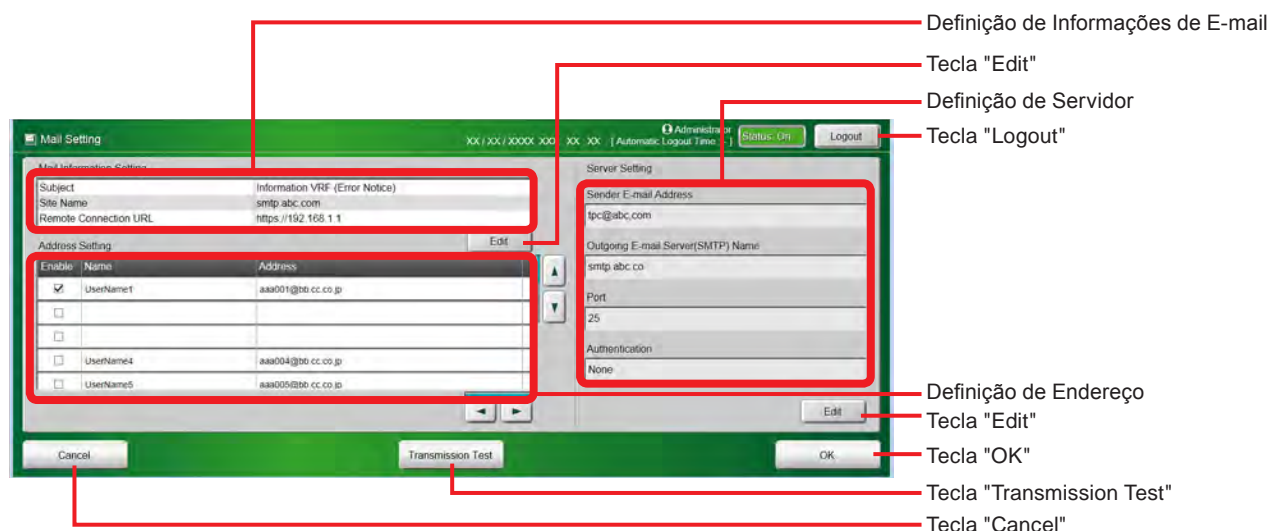 Definição de Informações de E-mail
Tecla "Edit"
Definição de Servidor
Tecla "Logout"
Mail Setting
XX / XX / XXXX XXX XX XX [ Automatic Logout Time ]
Administrator
Status: On
Logout
Mail Information Setting
Subject Information VRF (Error Notice)
Site Name smtp.abc.com
Remote Connection URL https://192.168.1.1
Edit
Address Setting
Enable Name Address
UserName1 aaa001@bb.cc.co.jp
UserName4 aaa004@bb.cc.co.jp
UserName5 aaa005@bb.cc.co.jp
Server Setting
Sender E-mail Address
tpc@abc.com
Outgong E-mail Server(SMTP) Name
smtp.abc.co
Port
25
Authentication
None
Edit
Cancel
Transmission Test
OK
Definição de Endereço
Tecla "Edit"
Tecla "OK"
Tecla "Transmission Test"
Tecla "Cancel"